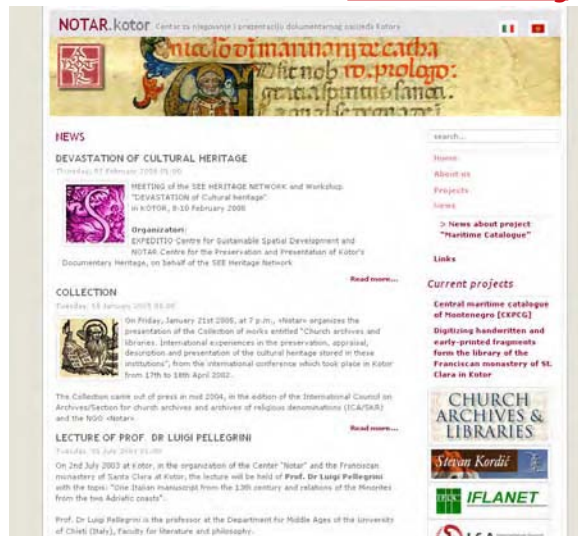 NOTAR.kotor Centar za njegovanje i prezentaciju dokumentarnog nasljeđa Kotora
NEWS
DEVASTATION OF CULTURAL HERITAGE
MEETING of the SEE HERITAGE NETWORK and Workshop
"DEVASTATION of Cultural heritage"
in KOTOR, 8-10 February 2008
Organizatori:
EXPEDITIO Centre for Sustainable Spatial Development and
NOTAR-Centre for the Preservation and Presentation of Kotor's
Documentary Heritage, on behalf of the SEE Heritage Network
Read more...
COLLECTION
On Friday, January 21st 2005, at 7 p.m., «Notar» organizes the
presentation of the Collection of works entitled "Church archives and
libraries. International experiences in the preservation, appraisal,
description and presentation of the cultural heritage stored in these
institutions", from the international conference which took place in Kotor
from 17th to 18th April 2002.
The Collection came out of press in mid 2004, in the edition of the International Council on
Archives/Section for church archives and archives of religious denominations (ICA/SKR)
and the NGO «Notar».
Read more...
LECTURE OF PROF. DR LUIGI PELLEGRINI
On 2nd July 2003 at Kotor, in the organization of the Center "Notar" and the Franciscan
monastery of Santa Clara at Kotor, the lecture will be held of Prof. Dr Luigi Pellegrini
with the topic: "One Italian manuscript from the 13th century and relations of the Minorites
from the two Adriatic coasts".
Prof. Dr Luigi Pellegrini is the professor at the Department for Middle Ages of the University
of Chieti (Italy), Faculty for literature and philosophy.
search...
Home
About us
Projects
News
> News about project
"Maritime Catalogue"
Links
Current projects
Central maritime catalogue
of Montenegro [CKPCG]
Digitizing handwritten and
early-printed fragments
form the library of the
Franciscan monastery of St.
Clara in Kotor
CHURCH
ARCHIVES &
LIBRARIES
Stevan Kordić
IFLANET